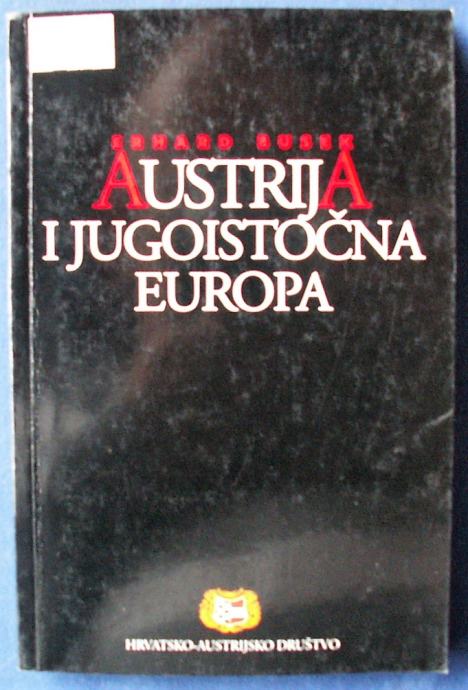 ERHARD BUSEK
AUSTRIJA
I JUGOISTOČNA
EUROPA
HRVATSKO-AUSTRIJSKO DRUŠTVO